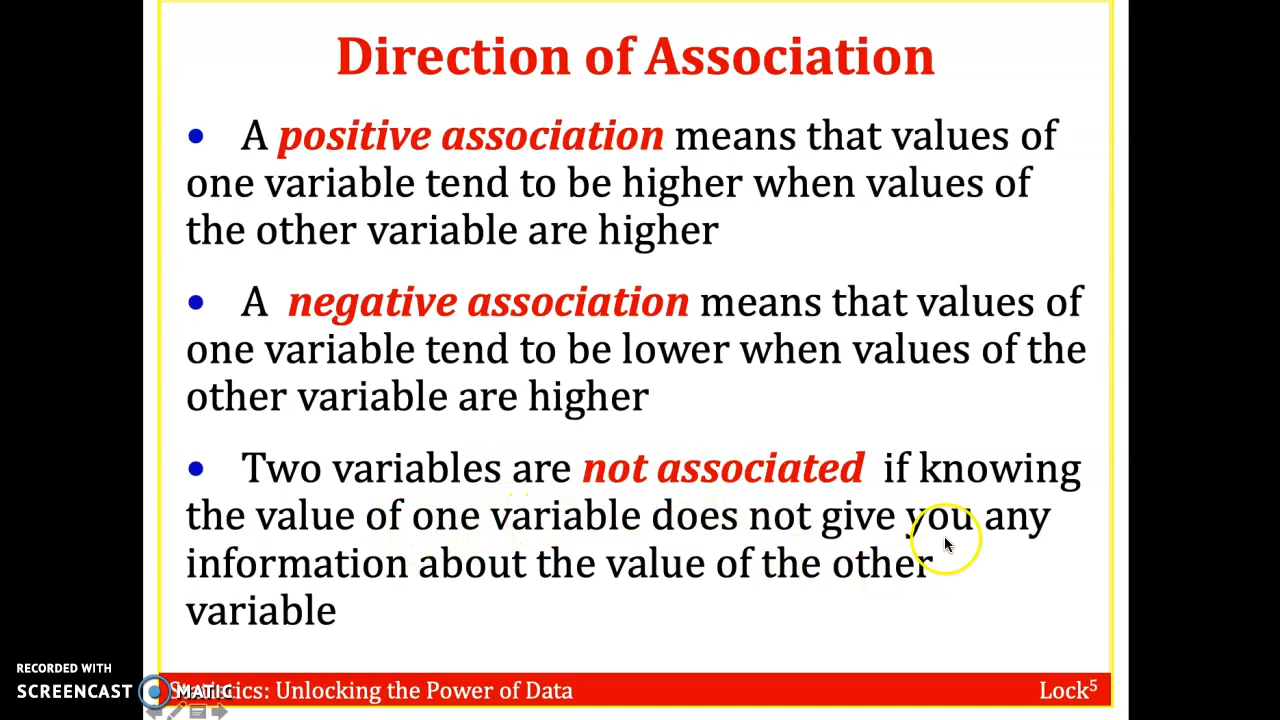 Direction of Association
• A positive association means that values of
one variable tend to be higher when values of
the other variable are higher
• A negative association means that values of
one variable tend to be lower when values of the
other variable are higher
• Two variables are not associated if knowing
the value of one variable does not give you any
information about the value of the other
variable
RECORDED WITH
SCREENCAST MATIC
Statistics: Unlocking the Power of Data
Lock⁵